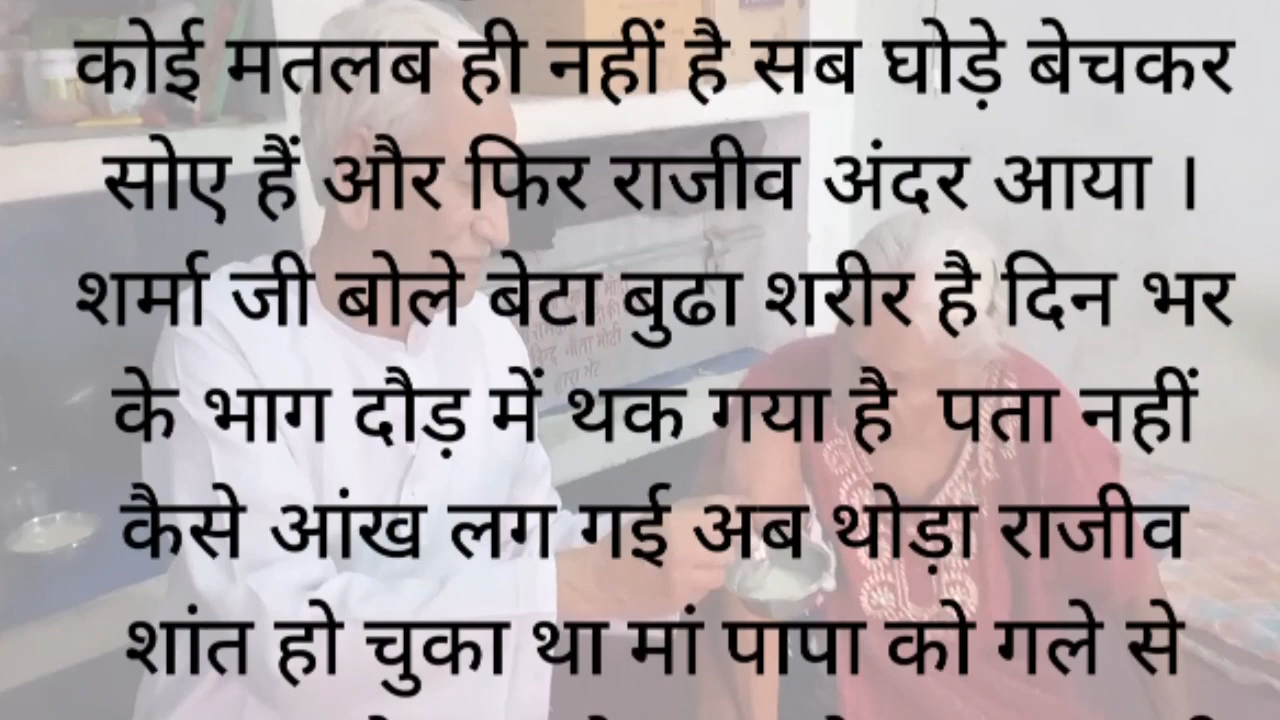 कोई मतलब ही नहीं है सब घोड़े बेचकर
सोए हैं और फिर राजीव अंदर आया ।
शर्मा जी बोले बेटा बुढा शरीर है दिन भर
के भाग दौड़ में थक गया है पता नहीं
कैसे आंख लग गई अब थोड़ा राजीव
शांत हो चुका था मां पापा को गले से